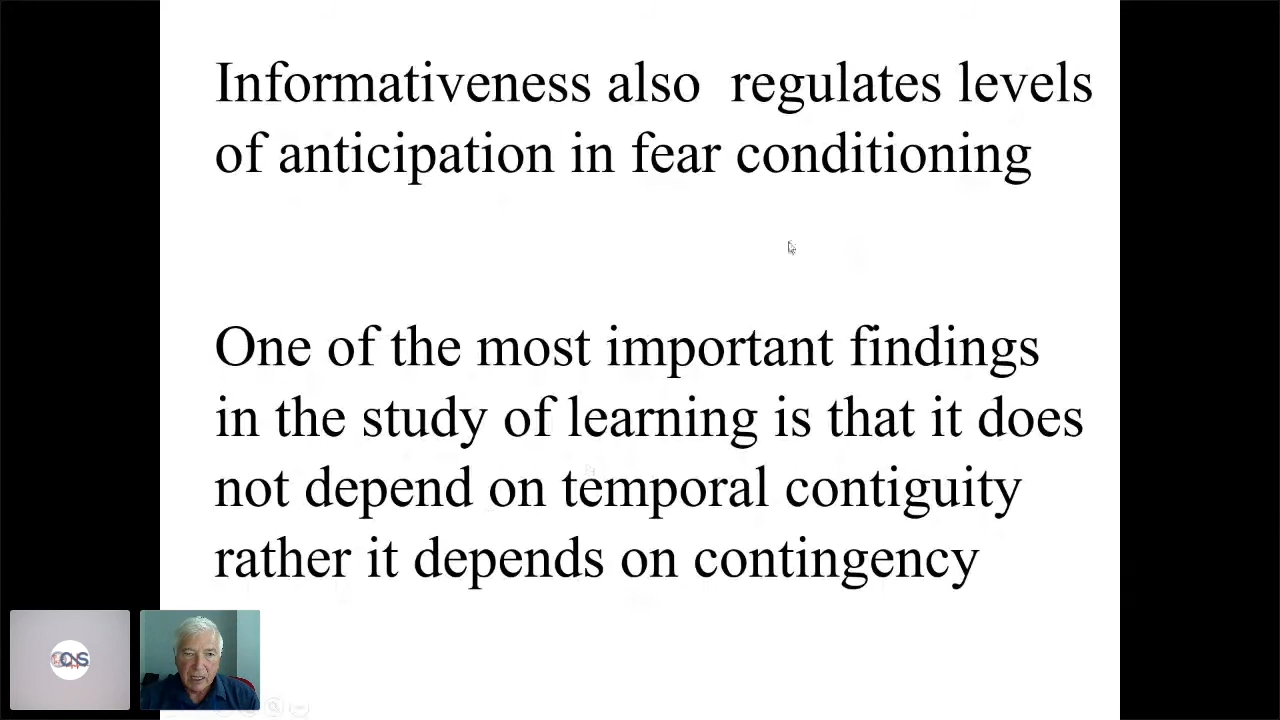 Informativeness also  regulates levels
of anticipation in fear conditioning
One of the most important findings
in the study of learning is that it does
not depend on temporal contiguity
rather it depends on contingency